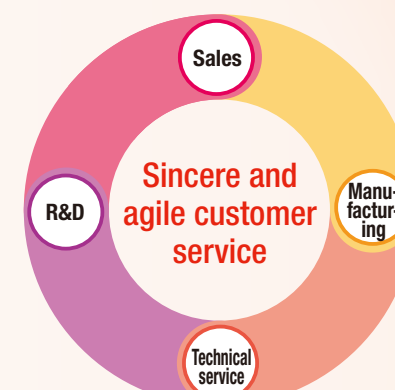 Sales
Sincere and
agile customer
service
R&D
Manu-
factur-
ing
Technical
service